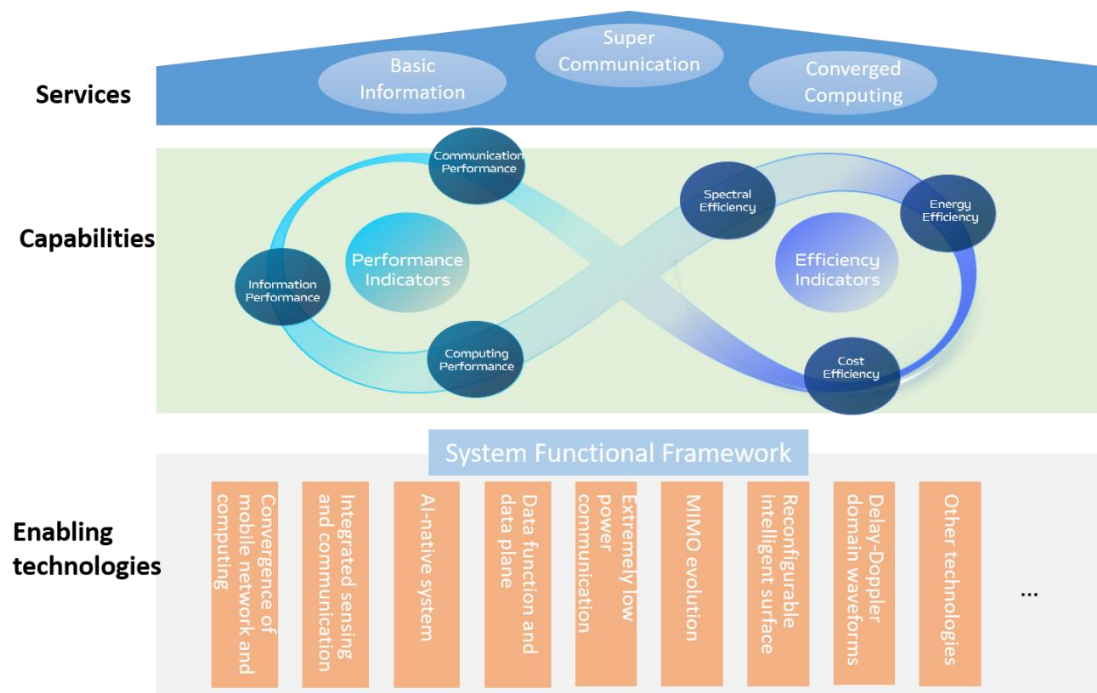 Services
Basic
Information
Super
Communication
Converged
Computing
Capabilities
Communication
Performance
Information
Performance
Computing
Performance
Performance
Indicators
Spectral
Efficiency
Energy
Efficiency
Cost
Efficiency
Efficiency
Indicators
System Functional Framework
Enabling
technologies
Convergence of
mobile network and
computing
Integrated sensing
and communication
AI-native system
Data function and
data plane
Extremely low
power
communication
MIMO evolution
Reconfigurable
intelligent surface
Delay-Doppler
domain waveforms
Other technologies
...